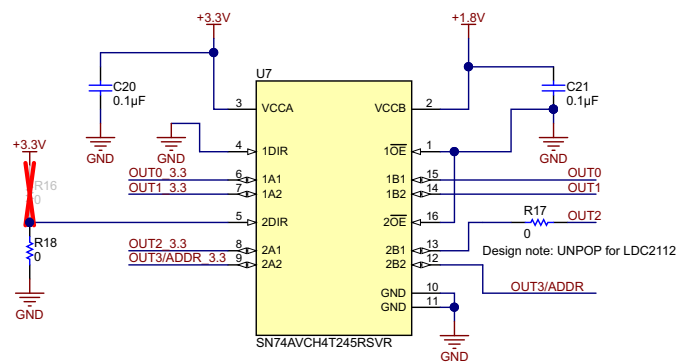 +3.3V
+1.8V
U7
C20
0.1µF
C21
0.1µF
3
VCCA
VCCB
2
GND
GND
GND
4
1DIR
1OE
1
+3.3V
OUT0_3.3
6
1A1
1B1
15
OUT0
OUT1_3.3
7
1A2
1B2
14
OUT1
R16
0
5
2DIR
2OE
16
R17
0
OUT2
R18
0
OUT2_3.3
8
2A1
2B1
13
Design note: UNPOP for LDC2112
OUT3/ADDR_3.3
9
2A2
2B2
12
OUT3/ADDR
GND
10
GND
11
GND
SN74AVCH4T245RSVR
GND